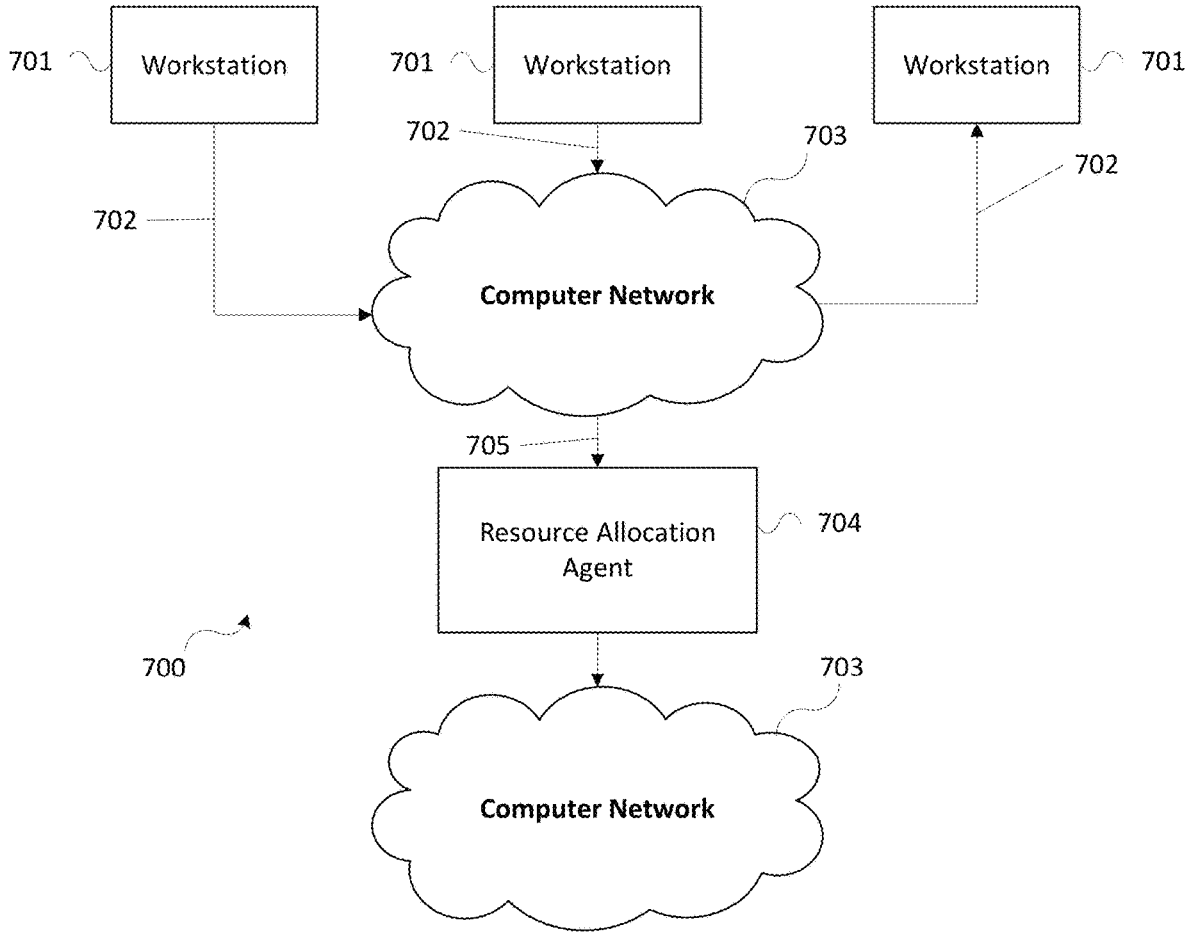 701
Workstation
701
Workstation
Workstation
701
702
703
702
702
Computer Network
705
Resource Allocation
Agent
704
700
703
Computer Network